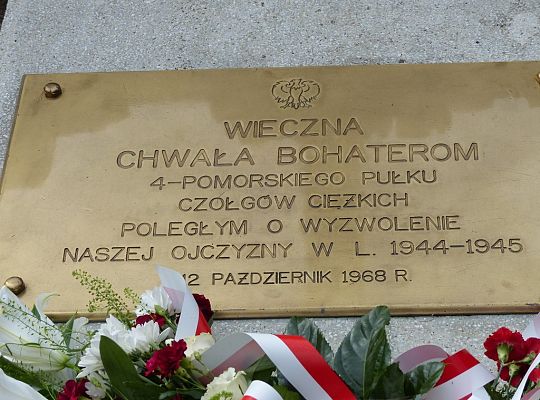 WIECZNA
CHWAŁA BOHATEROM
4-POMORSKIEGO PUŁKU
CZOŁGÓW CIĘŻKICH
POLEGŁYM O WYZWOLENIE
NASZEJ OJCZYZNY W L. 1944-1945
12 PAŹDZIERNIK 1968 R.